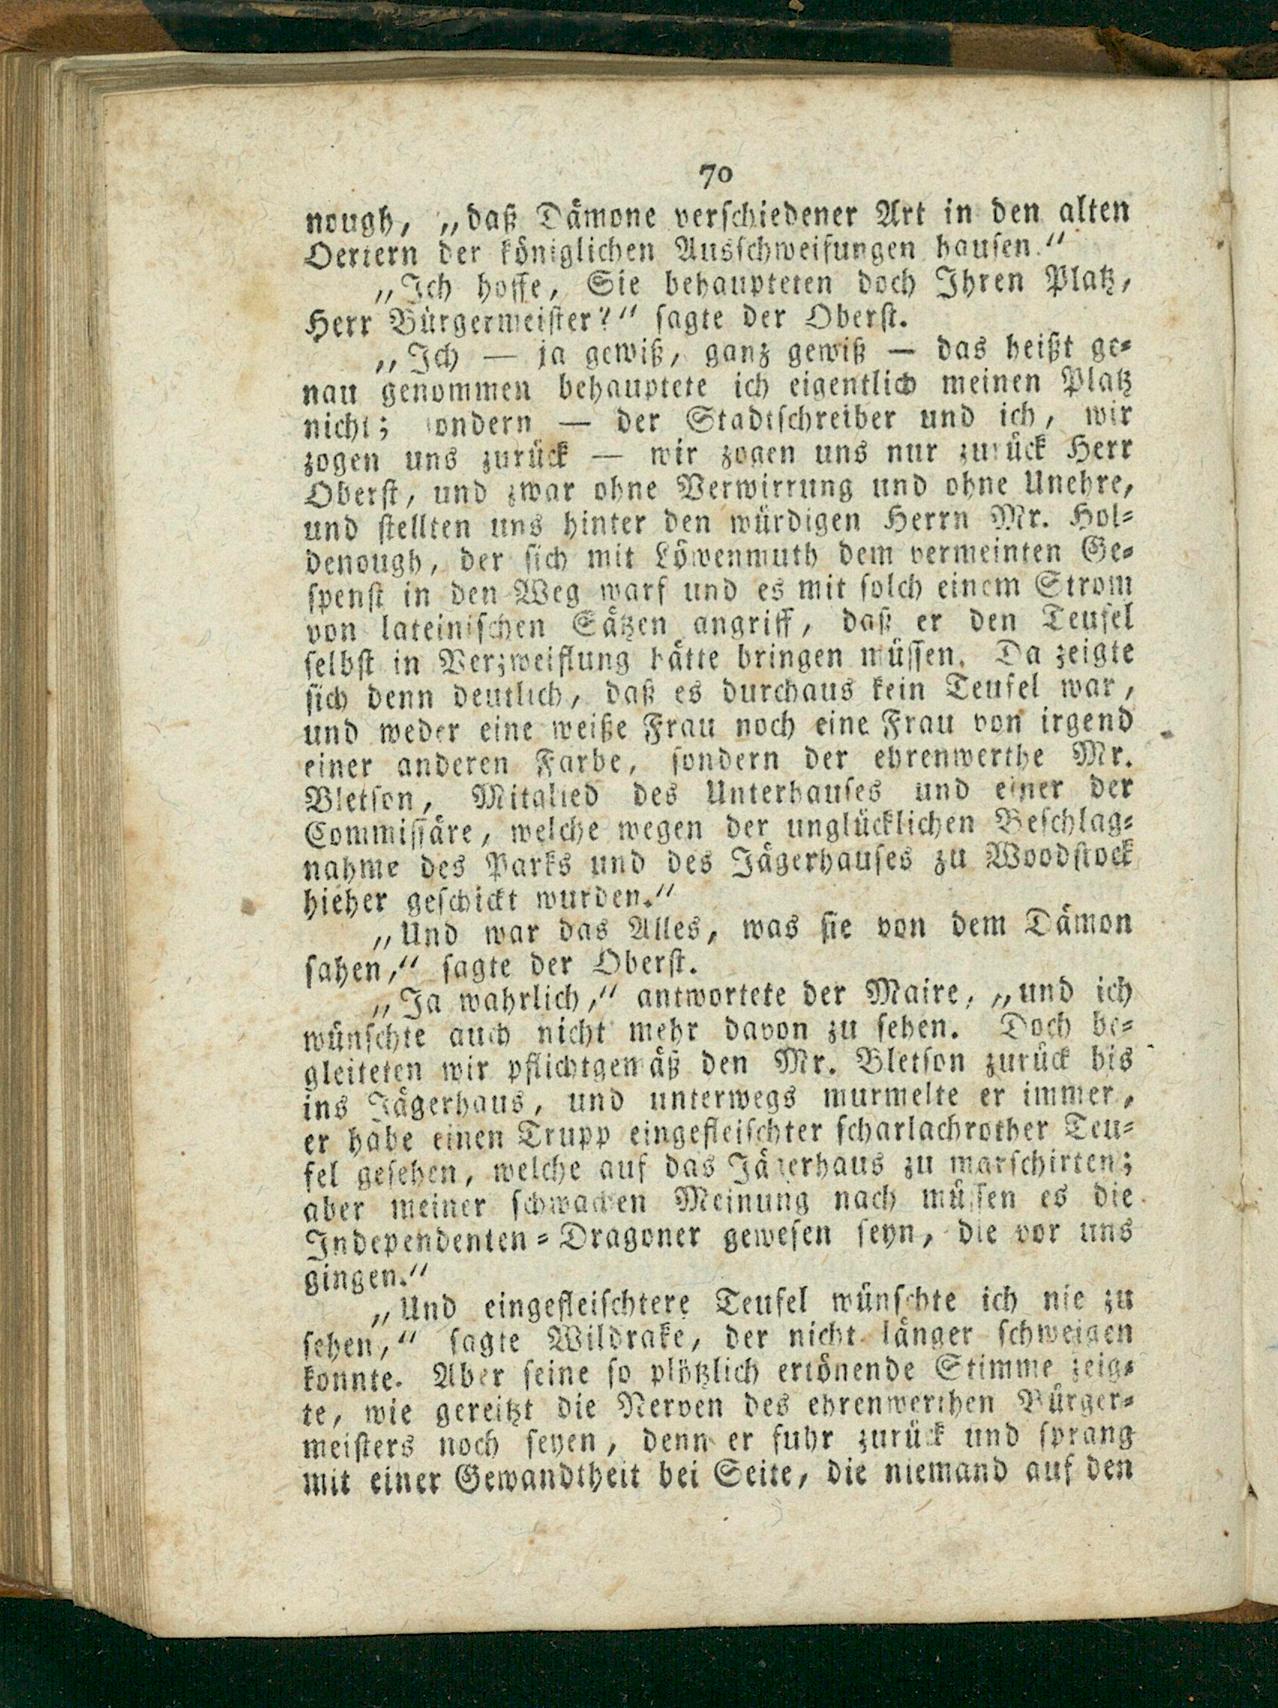 70
nough, „daß Dämone verschiedener Art in den alten
Oertern der königlichen Ausschweifungen hausen.“
„Ich hoffe, Sie behaupteten doch Ihren Platz,
Herr Bürgermeister?“ sagte der Oberst.
„Ich — ja gewiß, ganz gewiß — das heißt ge-
nau genommen behauptete ich eigentlich meinen Platz
nicht; sondern — der Stadtschreiber und ich, wir
zogen uns zurück — wir zogen uns nur zurück Herr
Oberst, und zwar ohne Verwirrung und ohne Unehre,
und stellten uns hinter den würdigen Herrn Mr. Hol-
denough, der sich mit Löwenmuth dem vermeinten Ge-
spenst in den Weg warf und es mit solch einem Strom
von lateinischen Sätzen angriff, daß er den Teufel
selbst in Verzweiflung hätte bringen müssen. Da zeigte
sich denn deutlich, daß es durchaus kein Teufel war,
und weder eine weiße Frau noch eine Frau von irgend
einer anderen Farbe, sondern der ehrenwerthe Mr.
Bletson, Mitglied des Unterhauses und einer der
Commissäre, welche wegen der unglücklichen Beschlag-
nahme des Parks und des Jägerhauses zu Woodstock
hieher geschickt wurden.“
„Und war das Alles, was sie von dem Dämon
sahen,“ sagte der Oberst.
„Ja wahrlich,“ antwortete der Maire, „und ich
wünschte auch nicht mehr davon zu sehen. Doch be-
gleiteten wir pflichtgemäß den Mr. Bletson zurück bis
ins Jägerhaus, und unterwegs murmelte er immer,
er habe einen Trupp eingefleischter scharlachrother Teu-
fel gesehen, welche auf das Jägerhaus zu marschirten;
aber meiner schwachen Meinung nach müssen es die
Independenten-Dragoner gewesen seyn, die vor uns
gingen.“
„Und eingefleischtere Teufel wünschte ich nie zu
sehen,“ sagte Wildrake, der nicht länger schweigen
konnte. Aber seine so plötzlich ertönende Stimme zeig-
te, wie gereitzt die Nerven des ehrenwerthen Bürger-
meisters noch seyen, denn er fuhr zurück und sprang
mit einer Gewandtheit bei Seite, die niemand auf den